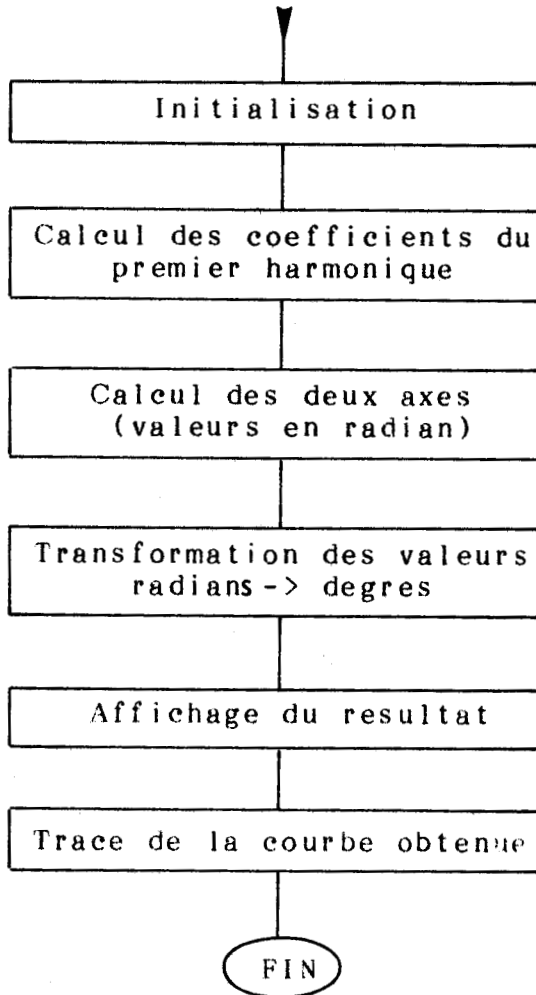 Initialisation
Calcul des coefficients du
premier harmonique
Calcul des deux axes
(valeurs en radian)
Transformation des valeurs
radians -> degres
Affichage du resultat
Trace de la courbe obtenue
FIN